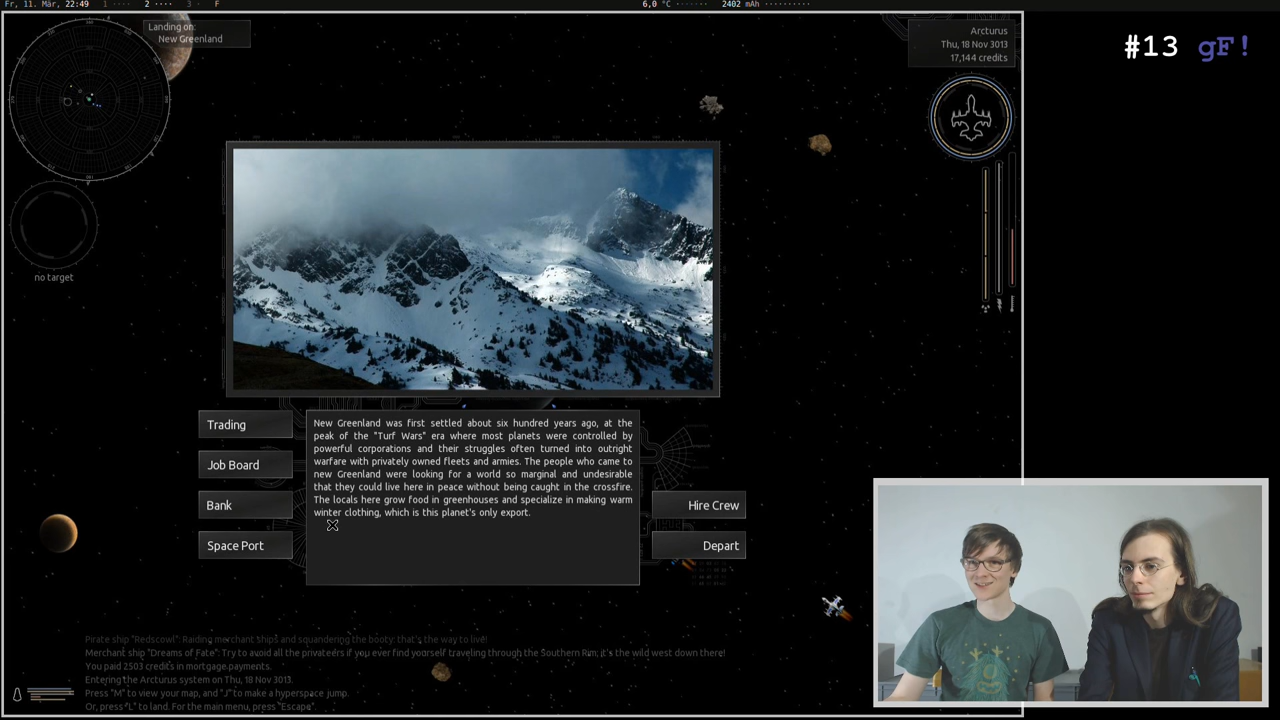 Fr, 11. Mär, 22:49 1 ···· 2 ···· 3 · F
6,0 °C ······· 2402 mAh ··········
Landing on:
New Greenland
Arcturus
Thu, 18 Nov 3013
17,144 credits
#13 gF!
no target
Trading
Job Board
Bank
Space Port
New Greenland was first settled about six hundred years ago, at the
peak of the "Turf Wars" era where most planets were controlled by
powerful corporations and their struggles often turned into outright
warfare with privately owned fleets and armies. The people who came to
new Greenland were looking for a world so marginal and undesirable
that they could live here in peace without being caught in the crossfire.
The locals here grow food in greenhouses and specialize in making warm
winter clothing, which is this planet's only export.
Hire Crew
Depart
Pirate ship "Redscowl": Raiding merchant ships and squandering the booty: that's the way to live!
Merchant ship "Dreams of Fate": Try to avoid all the privateers if you ever find yourself traveling through the Southern Rim; it's the wild west down there!
You paid 2503 credits in mortgage payments.
Entering the Arcturus system on Thu, 18 Nov 3013.
Press "M" to view your map, and "J" to make a hyperspace jump.
Or, press "L" to land. For the main menu, press "Escape".